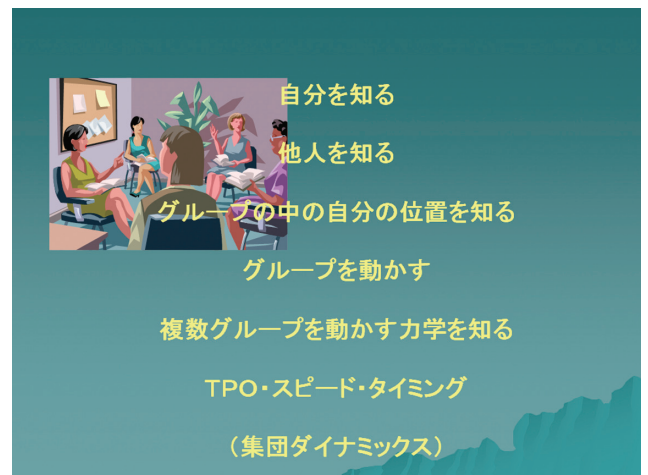 自分を知る
他人を知る
グループの中の自分の位置を知る
グループを動かす
複数グループを動かす力学を知る
TPO・スピード・タイミング
（集団ダイナミックス）